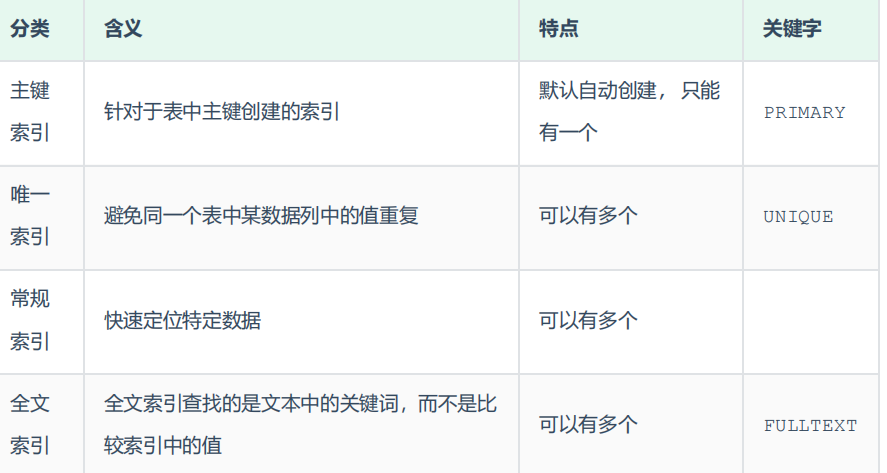 分类 含义 特点 关键字
主键
索引
针对于表中主键创建的索引
默认自动创建， 只能
有一个
PRIMARY
唯一
索引
避免同一个表中某数据列中的值重复
可以有多个
UNIQUE
常规
索引
快速定位特定数据
可以有多个
全文
索引
全文索引查找的是文本中的关键词，而不是比
较索引中的值
可以有多个
FULLTEXT